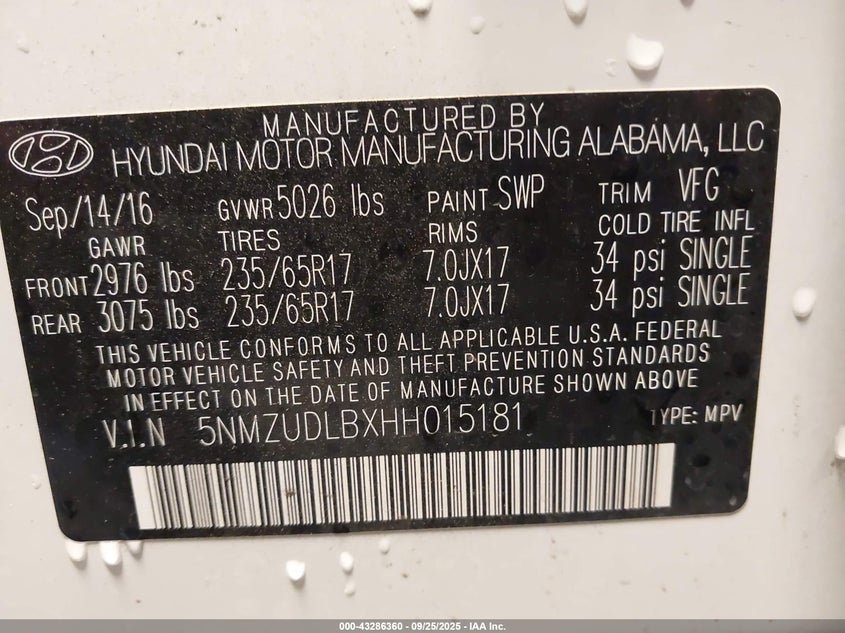 MANUFACTURED BY
HYUNDAI MOTOR MANUFACTURING ALABAMA, LLC
Sep/14/16 GVWR 5026 lbs PAINT SWP TRIM VFG
GAWR TIRES RIMS COLD TIRE INFL
FRONT 2976 lbs 235/65R17 7.0JX17 34 psi SINGLE
REAR 3075 lbs 235/65R17 7.0JX17 34 psi SINGLE
THIS VEHICLE CONFORMS TO ALL APPLICABLE U.S.A. FEDERAL
MOTOR VEHICLE SAFETY AND THEFT PREVENTION STANDARDS
IN EFFECT ON THE DATE OF MANUFACTURE SHOWN ABOVE
V.I.N 5NMZUDLBXHH015181 TYPE: MPV
000-43286360 - 09/25/2025 - IAA Inc.